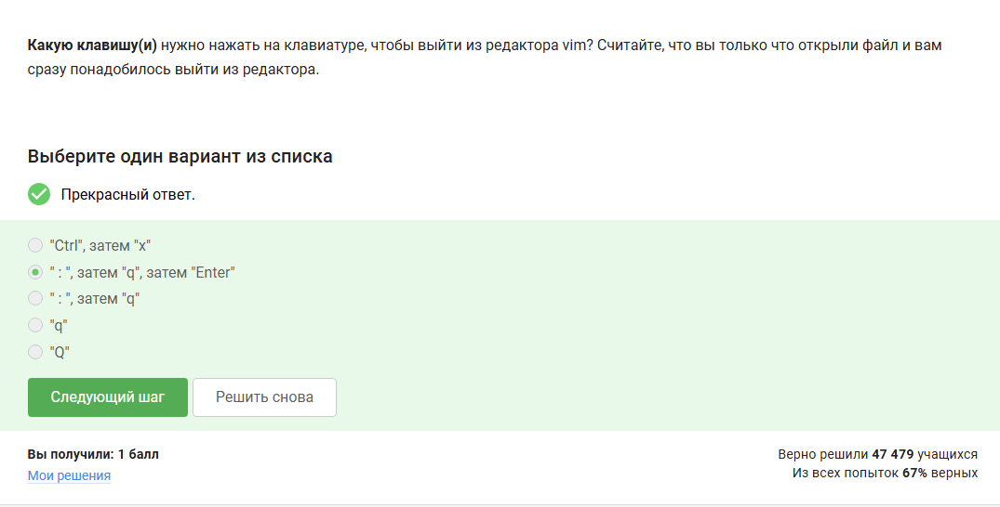 Какую клавишу(и) нужно нажать на клавиатуре, чтобы выйти из редактора vim? Считайте, что вы только что открыли файл и вам
сразу понадобилось выйти из редактора.
Выберите один вариант из списка
Прекрасный ответ.
"Ctrl", затем "x"
" : ", затем "q", затем "Enter"
" : ", затем "q"
"q"
"Q"
Следующий шаг
Решить снова
Вы получили: 1 балл
Мои решения
Верно решили 47 479 учащихся
Из всех попыток 67% верных